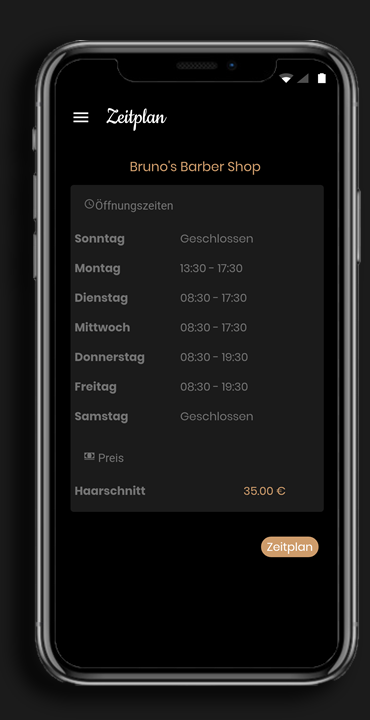 Zeitplan
Bruno's Barber Shop
Öffnungszeiten
Sonntag Geschlossen
Montag 13:30 - 17:30
Dienstag 08:30 - 17:30
Mittwoch 08:30 - 17:30
Donnerstag 08:30 - 19:30
Freitag 08:30 - 19:30
Samstag Geschlossen
Preis
Haarschnitt 35.00 €
Zeitplan